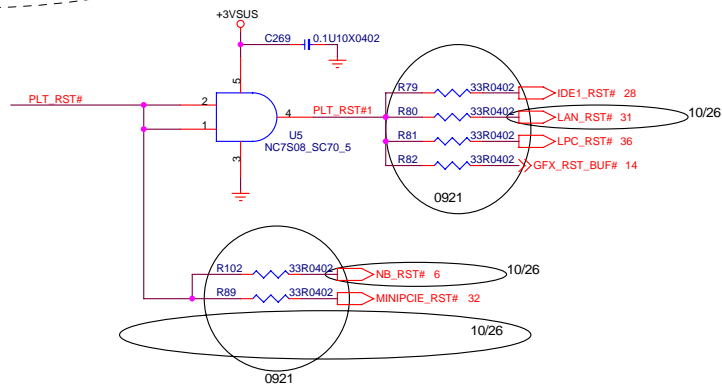 +3VSUS
C269 0.1U10X0402
5
PLT_RST#
2
1
4
3
U5
NC7S08_SC70_5
PLT_RST#1
R79 33R0402 IDE1_RST# 28
R80 33R0402 LAN_RST# 31
10/26
R81 33R0402 LPC_RST# 36
R82 33R0402 GFX_RST_BUF# 14
0921
R102 33R0402 NB_RST# 6
10/26
R89 33R0402 MINIPCIE_RST# 32
10/26
0921